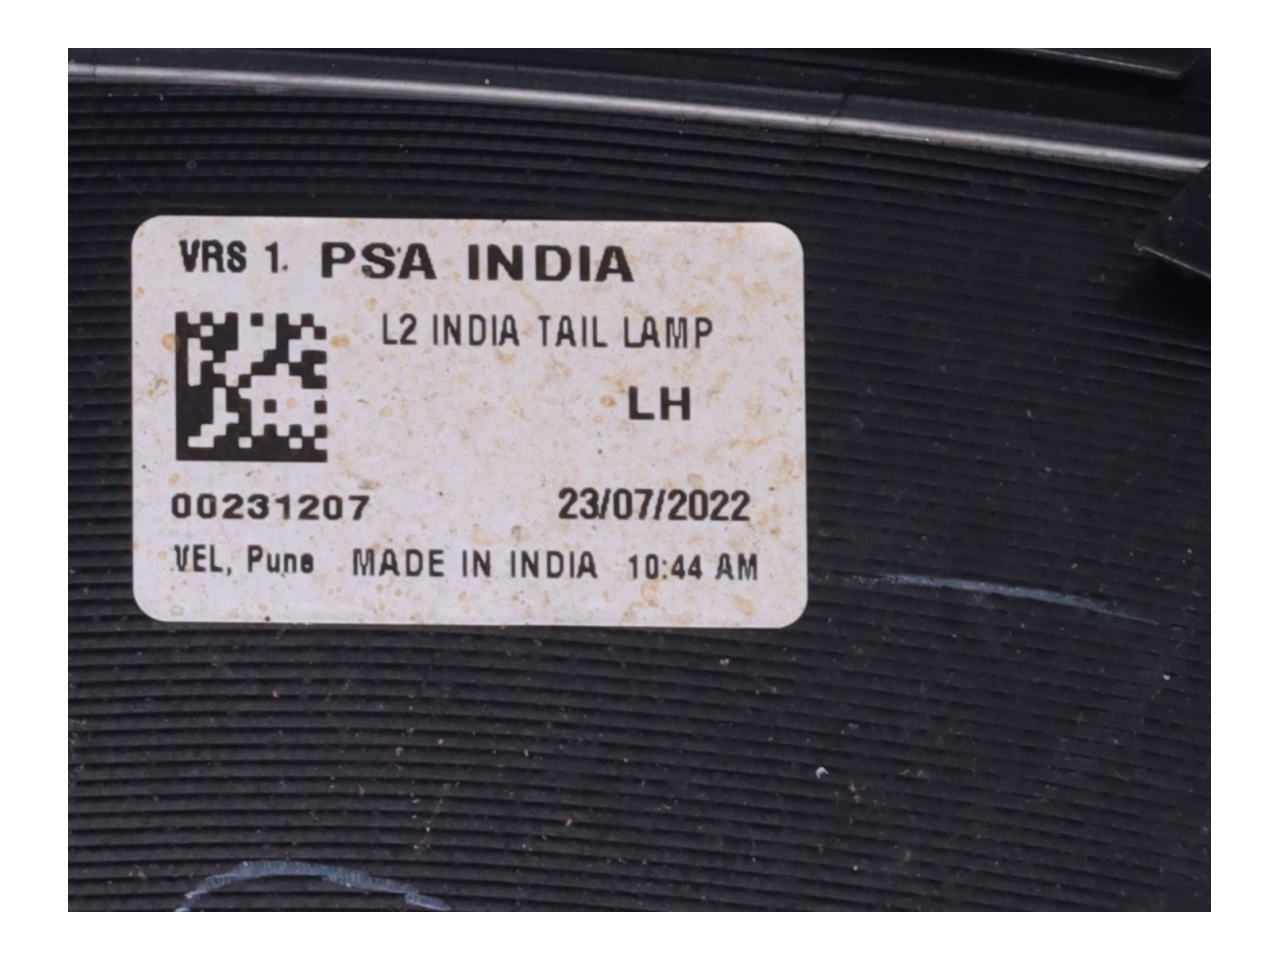 VRS 1. PSA INDIA
L2 INDIA TAIL LAMP
LH
00231207 23/07/2022
VEL, Pune MADE IN INDIA 10:44 AM